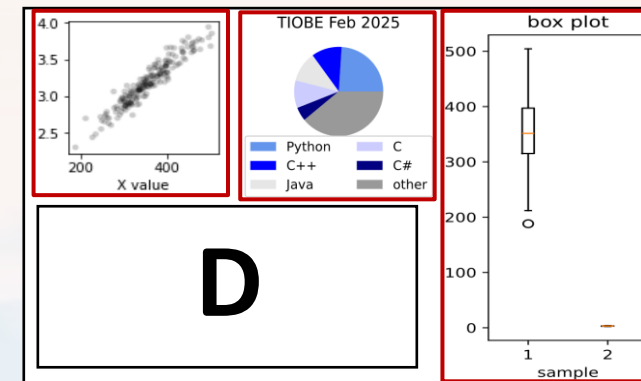 4.0
3.5
3.0
2.5
200 400
X value
TIOBE Feb 2025
Python
C++
Java
C
C#
other
box plot
500
400
300
200
100
0
1 2
sample
D